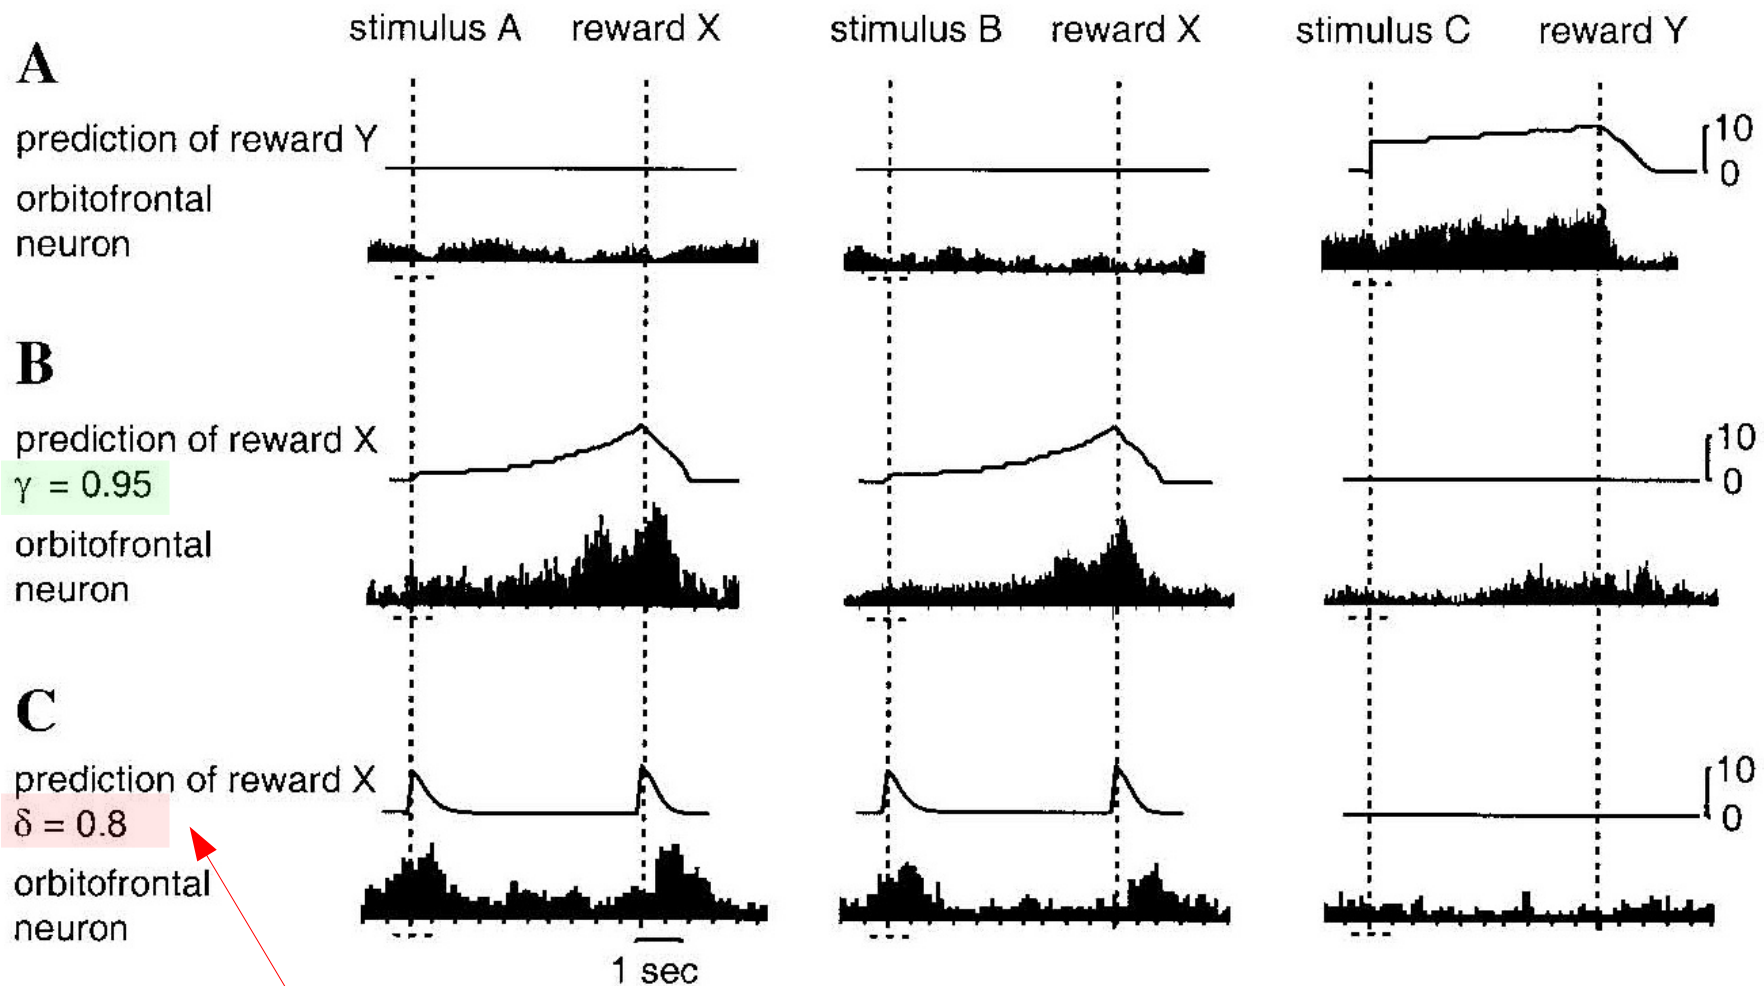 stimulus A reward X stimulus B reward X stimulus C reward Y
A
prediction of reward Y
10
0
orbitofrontal
neuron
B
prediction of reward X
10
0
γ = 0.95
orbitofrontal
neuron
C
prediction of reward X
10
0
δ = 0.8
orbitofrontal
neuron
1 sec